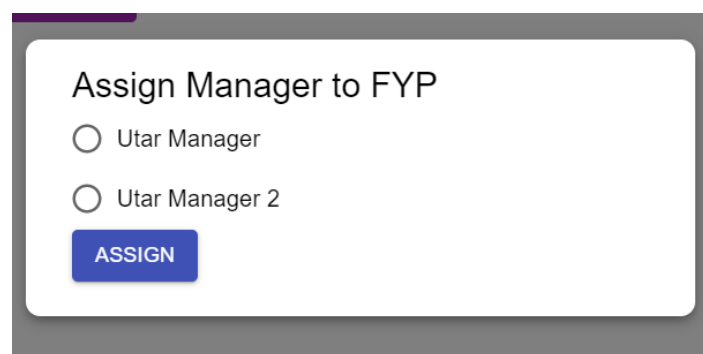 Assign Manager to FYP
Utar Manager
Utar Manager 2
ASSIGN